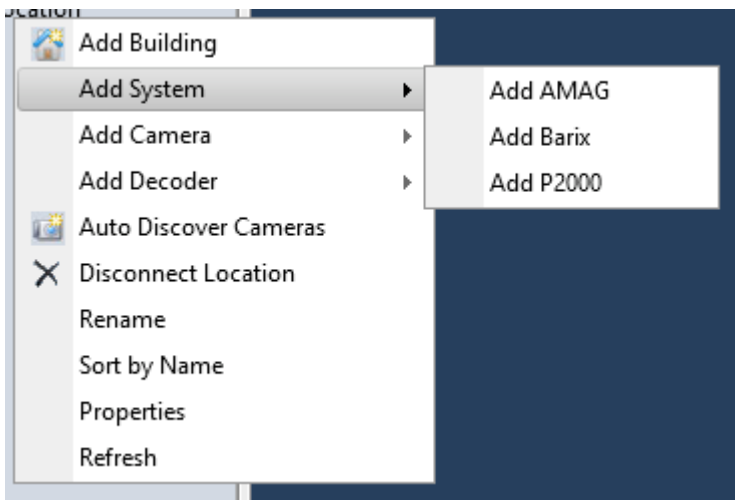 Add Building
Add System
Add Camera
Add Decoder
Auto Discover Cameras
Disconnect Location
Rename
Sort by Name
Properties
Refresh
Add AMAG
Add Barix
Add P2000